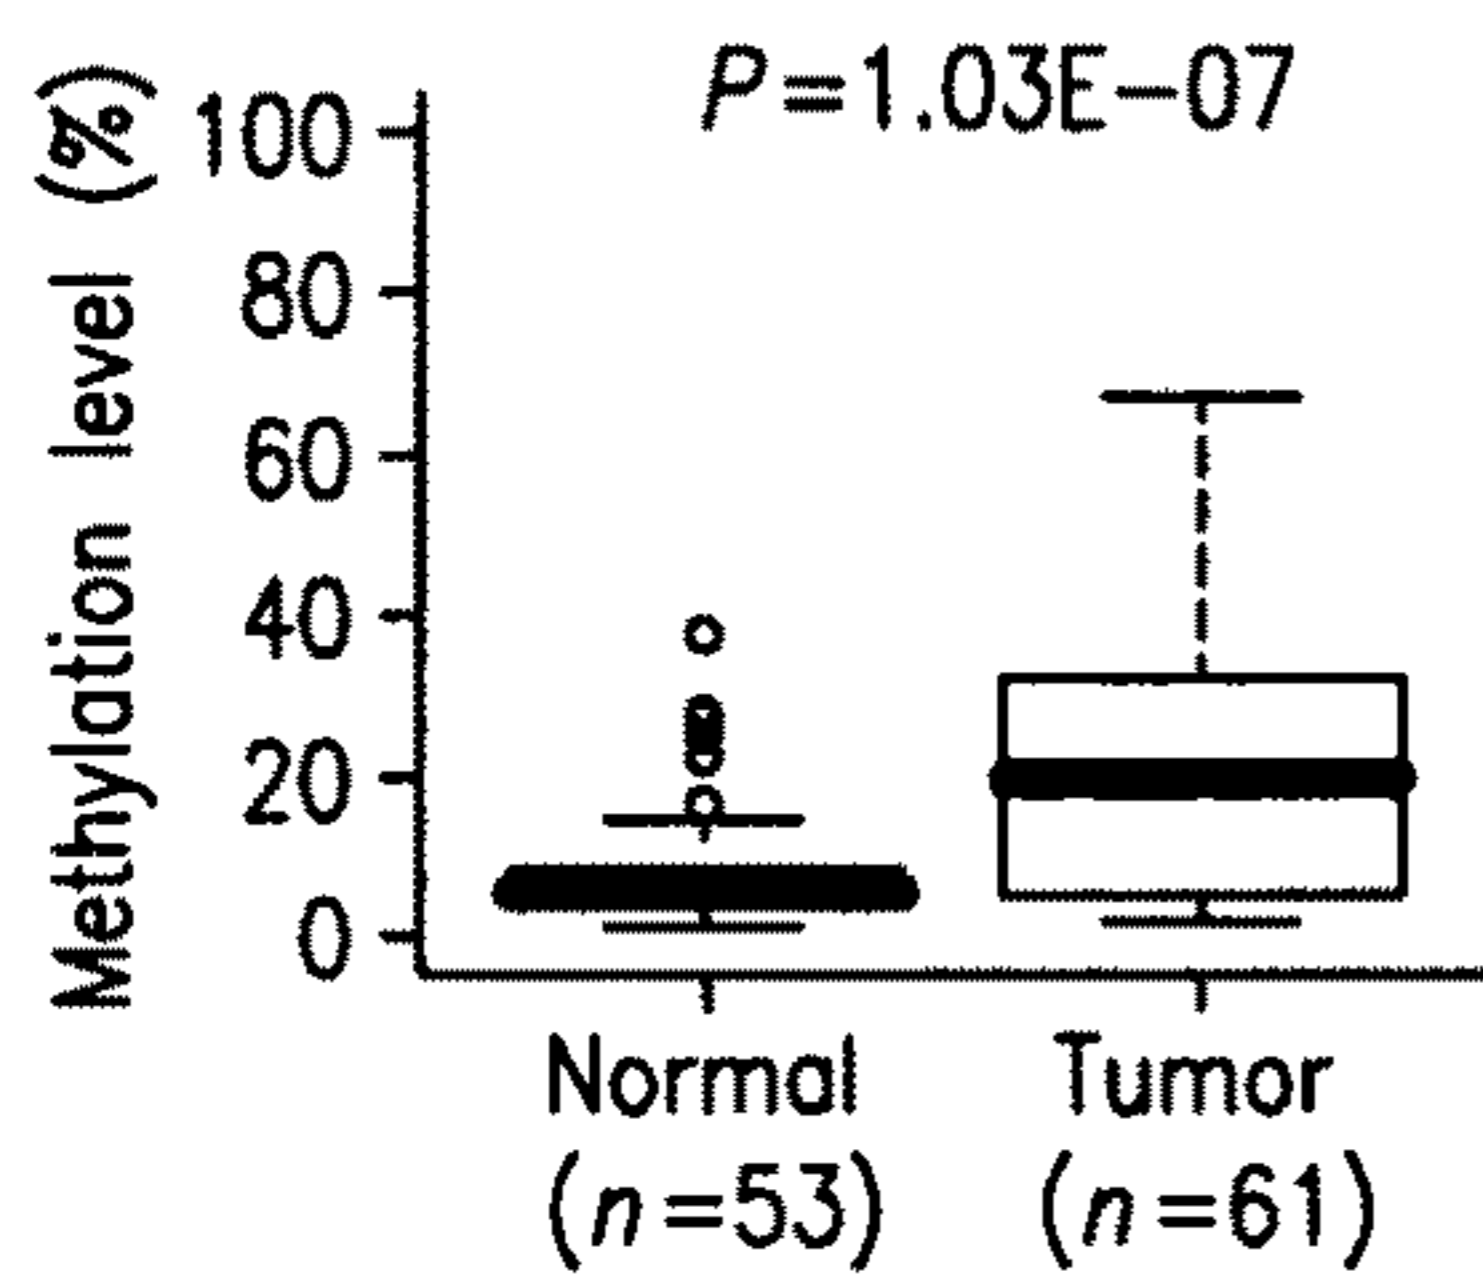 P=1.03E-07
Methylation level (%)
100
80
60
40
20
0
Normal
(n=53)
Tumor
(n=61)